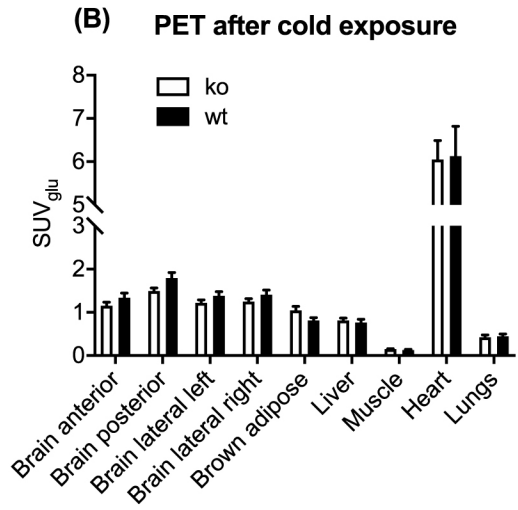 (B) PET after cold exposure
ko
wt
8
7
6
5
3
2
1
0
SUVglu
Brain anterior
Brain posterior
Brain lateral left
Brain lateral right
Brown adipose
Liver
Muscle
Heart
Lungs